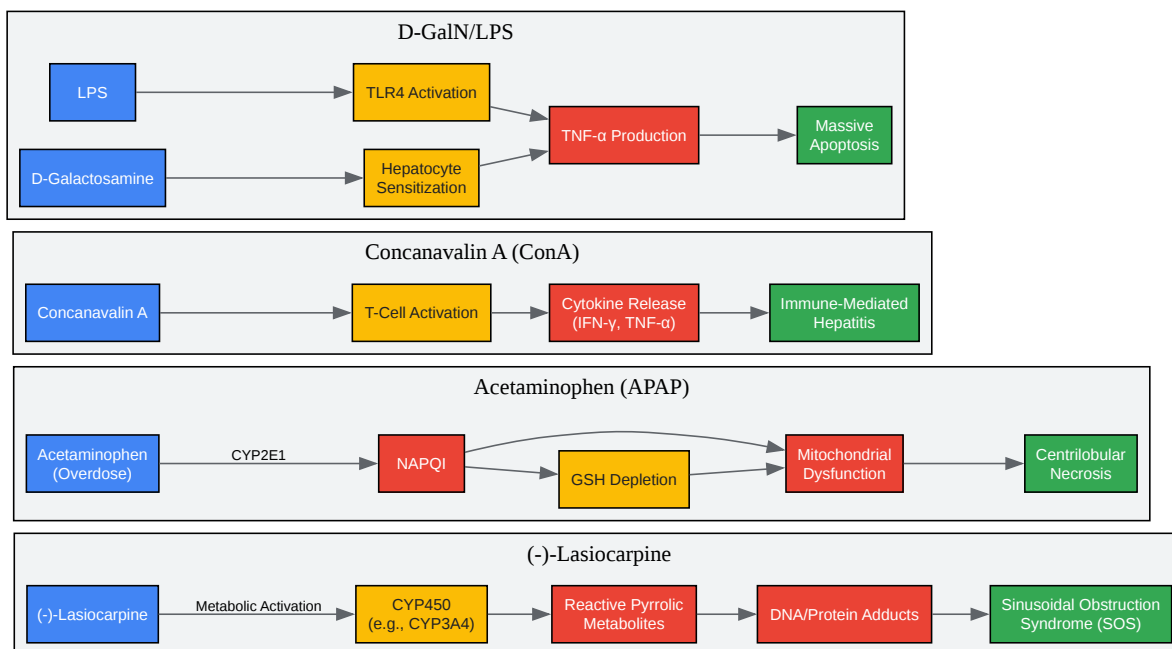 D-GalN/LPS
LPS
TLR4 Activation
TNF-α Production
Massive
Apoptosis
D-Galactosamine
Hepatocyte
Sensitization
Concanavalin A (ConA)
Concanavalin A
T-Cell Activation
Cytokine Release
(IFN-γ, TNF-α)
Immune-Mediated
Hepatitis
Acetaminophen (APAP)
Acetaminophen
(Overdose)
CYP2E1
NAPQI
GSH Depletion
Mitochondrial
Dysfunction
Centrilobular
Necrosis
(-)-Lasiocarpine
(-)-Lasiocarpine
Metabolic Activation
CYP450
(e.g., CYP3A4)
Reactive Pyrrolic
Metabolites
DNA/Protein Adducts
Sinusoidal Obstruction
Syndrome (SOS)